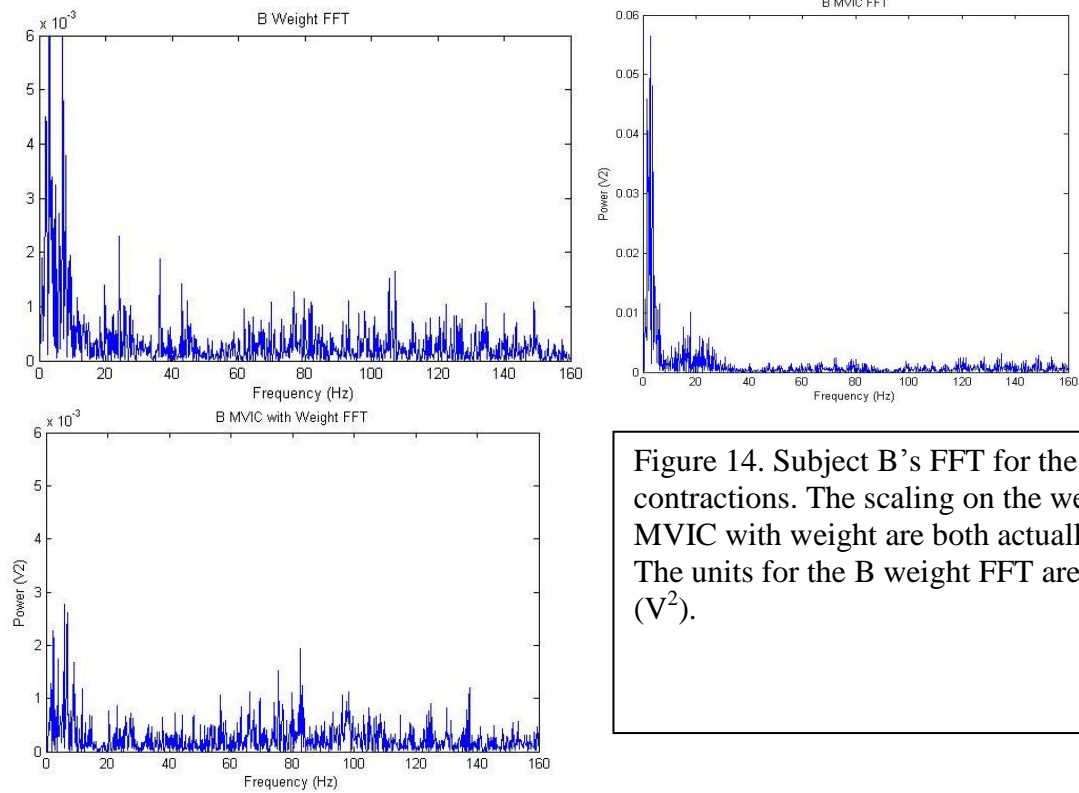 B Weight FFT
x 10-3
6
5
4
3
2
1
0
0 20 40 60 80 100 120 140 160
Frequency (Hz)
B MVIC FFT
0.06
0.05
0.04
0.03
0.02
0.01
0
Power (V2)
0 20 40 60 80 100 120 140 160
Frequency (Hz)
B MVIC with Weight FFT
x 10-3
6
5
4
3
2
1
0
Power (V2)
0 20 40 60 80 100 120 140 160
Frequency (Hz)
Figure 14. Subject B's FFT for the
contractions. The scaling on the
MVIC with weight are both
The units for the B weight FFT are
(V²).